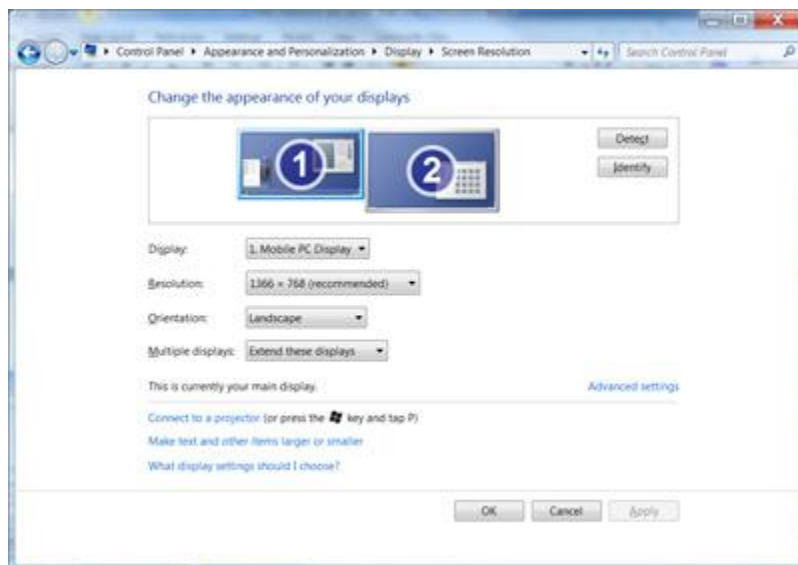 Control Panel ▸ Appearance and Personalization ▸ Display ▸ Screen Resolution
Search Control Panel
Change the appearance of your displays
1
2
Detect
Identify
Display: 1. Mobile PC Display
Resolution: 1366 × 768 (recommended)
Orientation: Landscape
Multiple displays: Extend these displays
This is currently your main display.
Advanced settings
Connect to a projector (or press the key and tap P)
Make text and other items larger or smaller
What display settings should I choose?
OK
Cancel
Apply